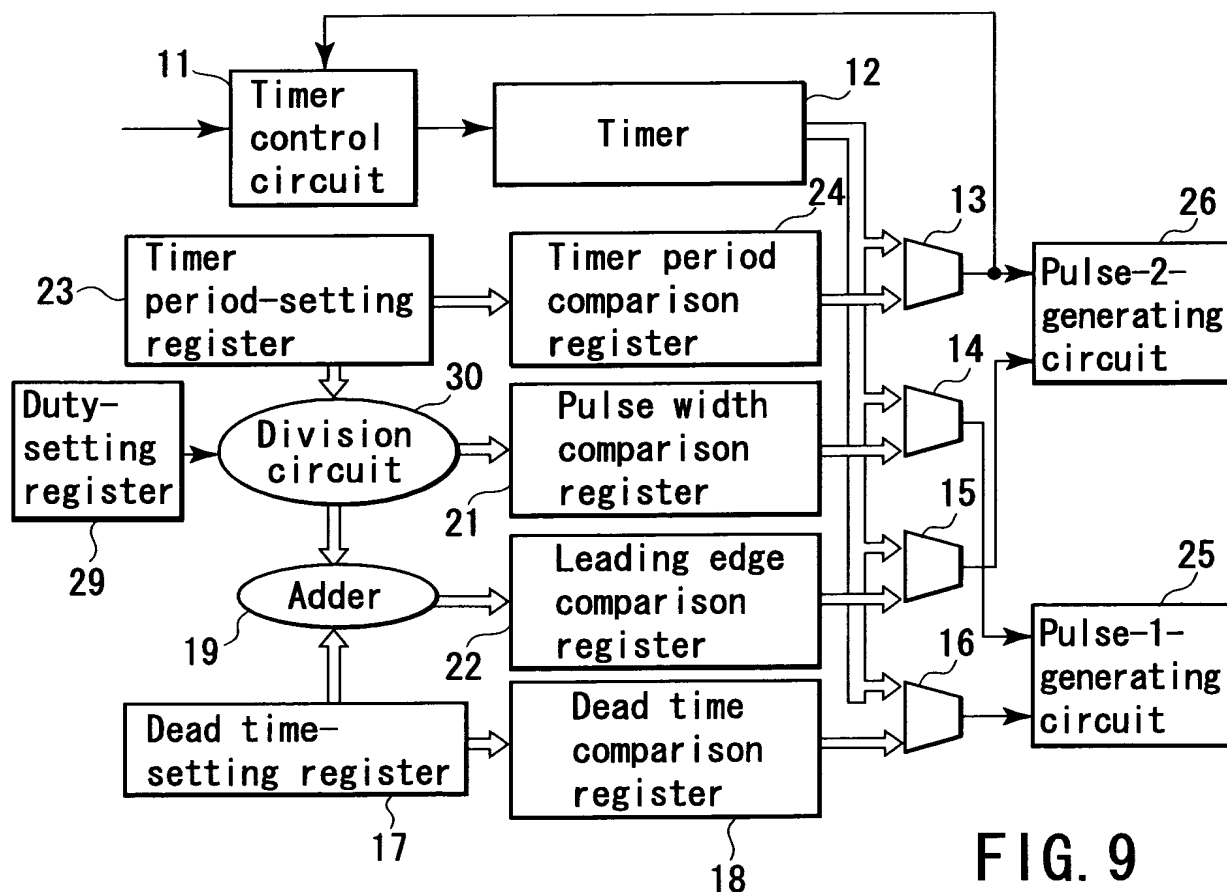 11
Timer
control
circuit
12
Timer
24
13
26
23
Timer
period-setting
register
Timer period
comparison
register
Pulse-2-
generating
circuit
14
30
Duty-
setting
register
29
Division
circuit
Pulse width
comparison
register
21
15
Adder
19
Leading edge
comparison
register
22
25
16
Pulse-1-
generating
circuit
Dead time-
setting register
17
Dead time
comparison
register
18
FIG. 9